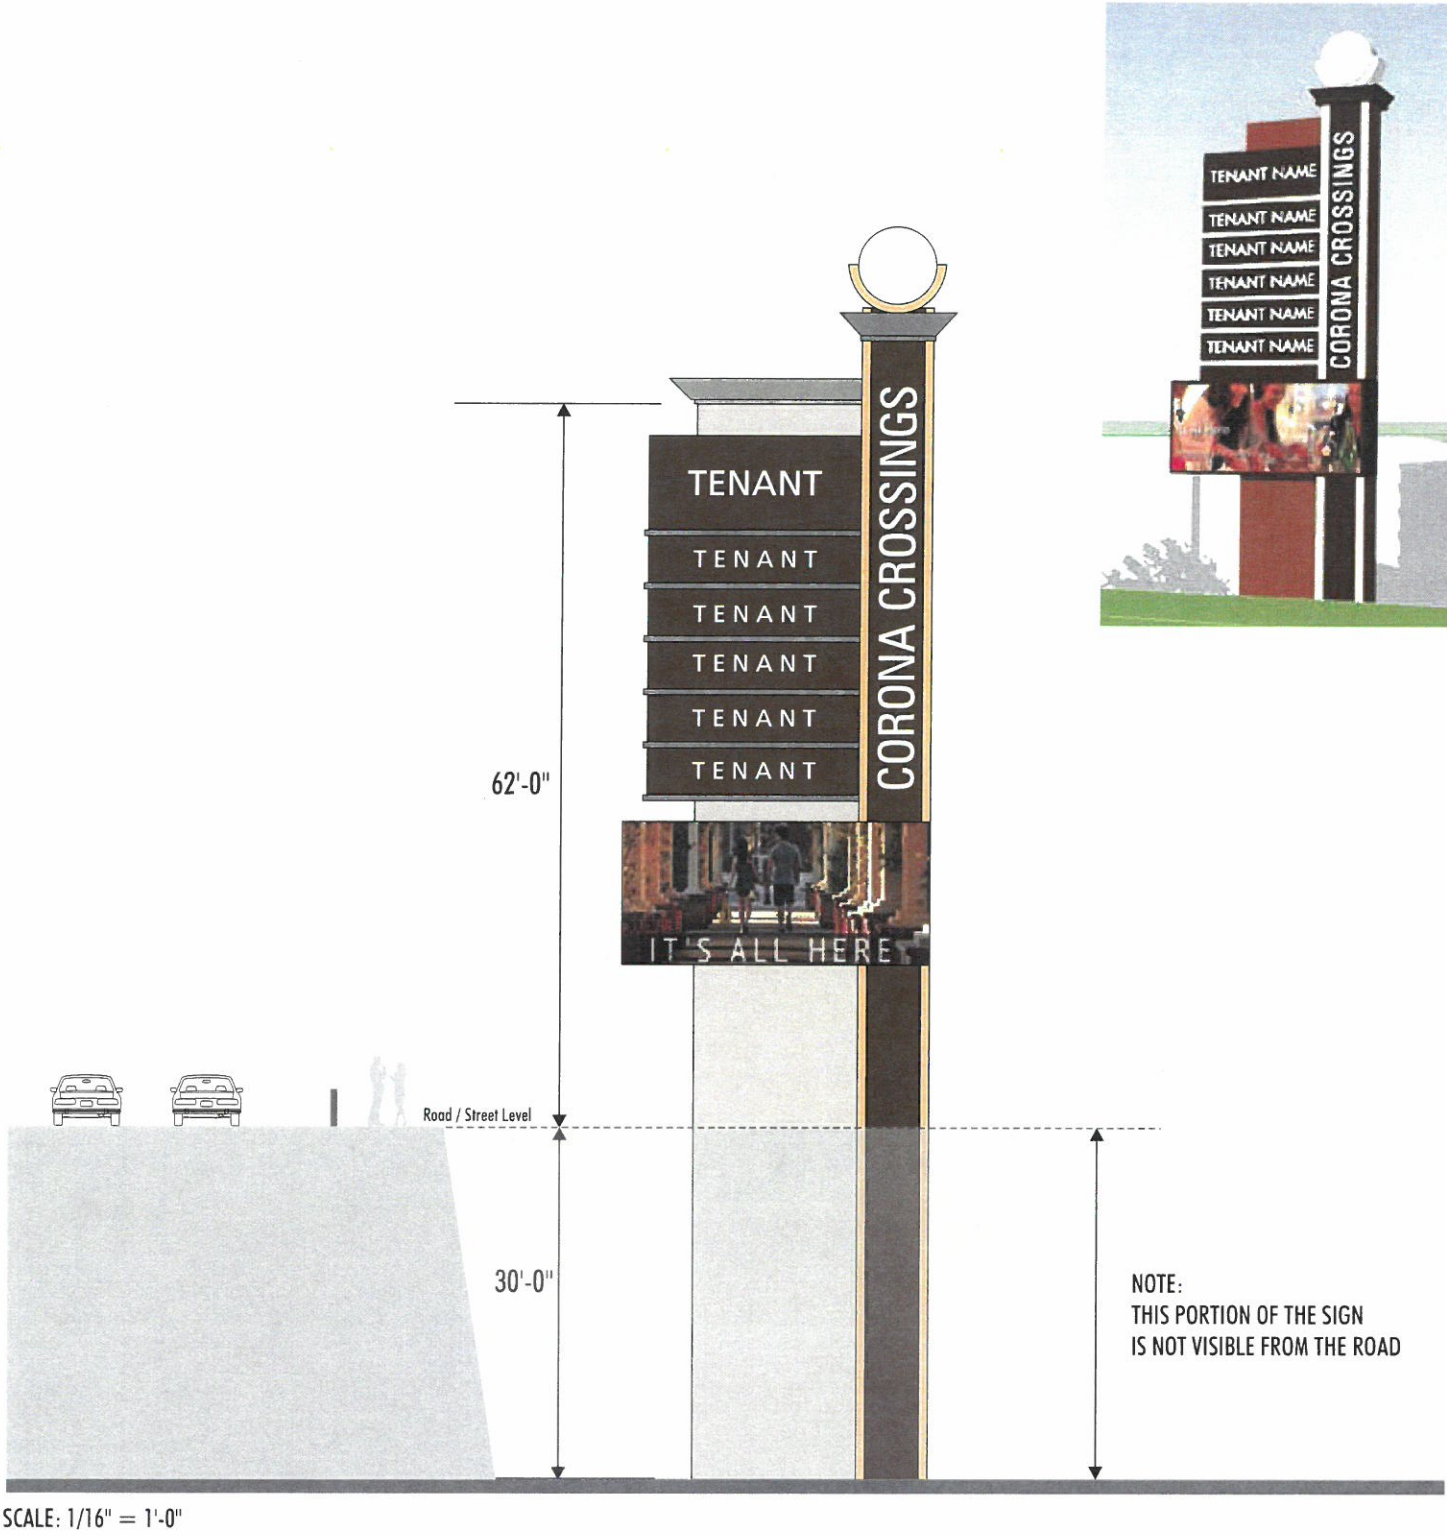 TENANT NAME
TENANT NAME
TENANT NAME
TENANT NAME
TENANT NAME
TENANT NAME
CORONA CROSSINGS
TENANT
TENANT
TENANT
TENANT
TENANT
TENANT
CORONA CROSSINGS
IT'S ALL HERE
62'-0"
Road / Street Level
30'-0"
NOTE:
THIS PORTION OF THE SIGN
IS NOT VISIBLE FROM THE ROAD
SCALE: 1/16" = 1'-0"